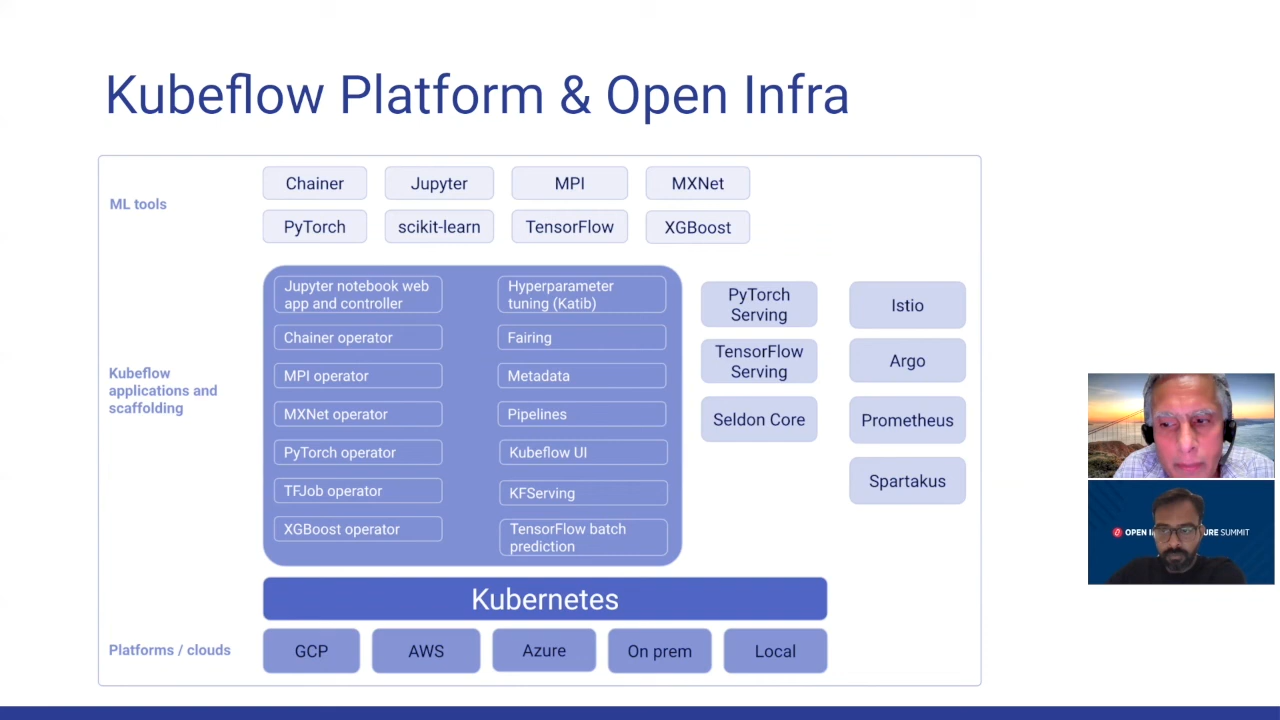 Kubeflow Platform & Open Infra
ML tools
Chainer
Jupyter
MPI
MXNet
PyTorch
scikit-learn
TensorFlow
XGBoost
Kubeflow
applications and
scaffolding
Jupyter notebook web
app and controller
Chainer operator
MPI operator
MXNet operator
PyTorch operator
TFJob operator
XGBoost operator
Hyperparameter
tuning (Katib)
Fairing
Metadata
Pipelines
Kubeflow UI
KFServing
TensorFlow batch
prediction
PyTorch
Serving
TensorFlow
Serving
Seldon Core
Istio
Argo
Prometheus
Spartakus
Kubernetes
Platforms / clouds
GCP
AWS
Azure
On prem
Local
OPEN SUMMIT